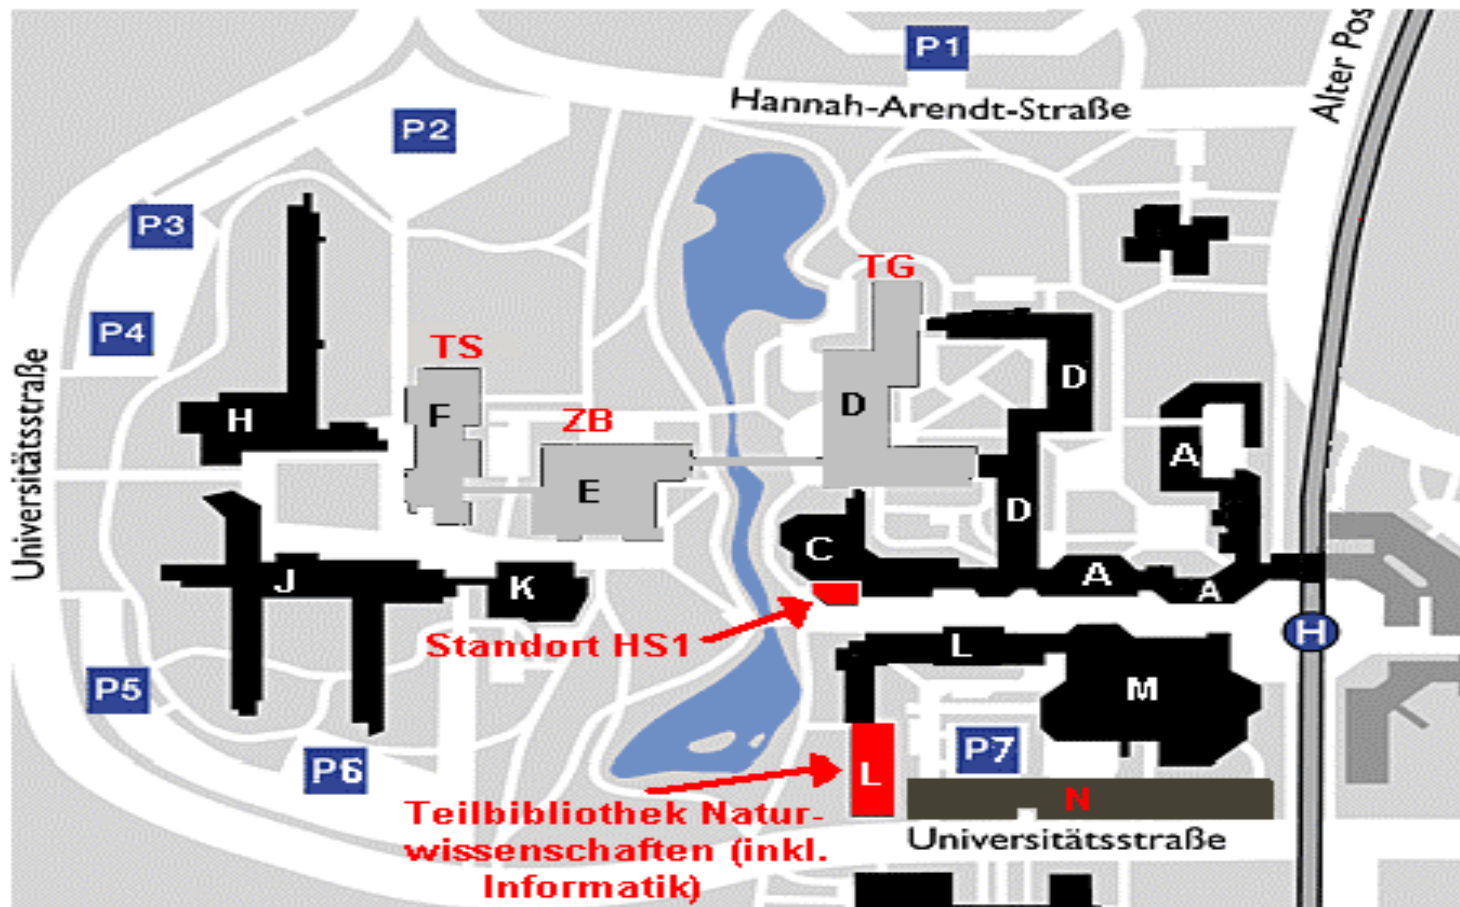 P1
Hannah-Arendt-Straße
Alter Pos
P2
P3
TG
P4
TS
D
Universitätsstraße
H
F
ZB
D
A
E
D
C
J
K
A
A
Standort HS1
H
L
P5
M
P6
P7
L
N
Teilbibliothek Natur-
wissenschaften (inkl.
Informatik)
Universitätsstraße